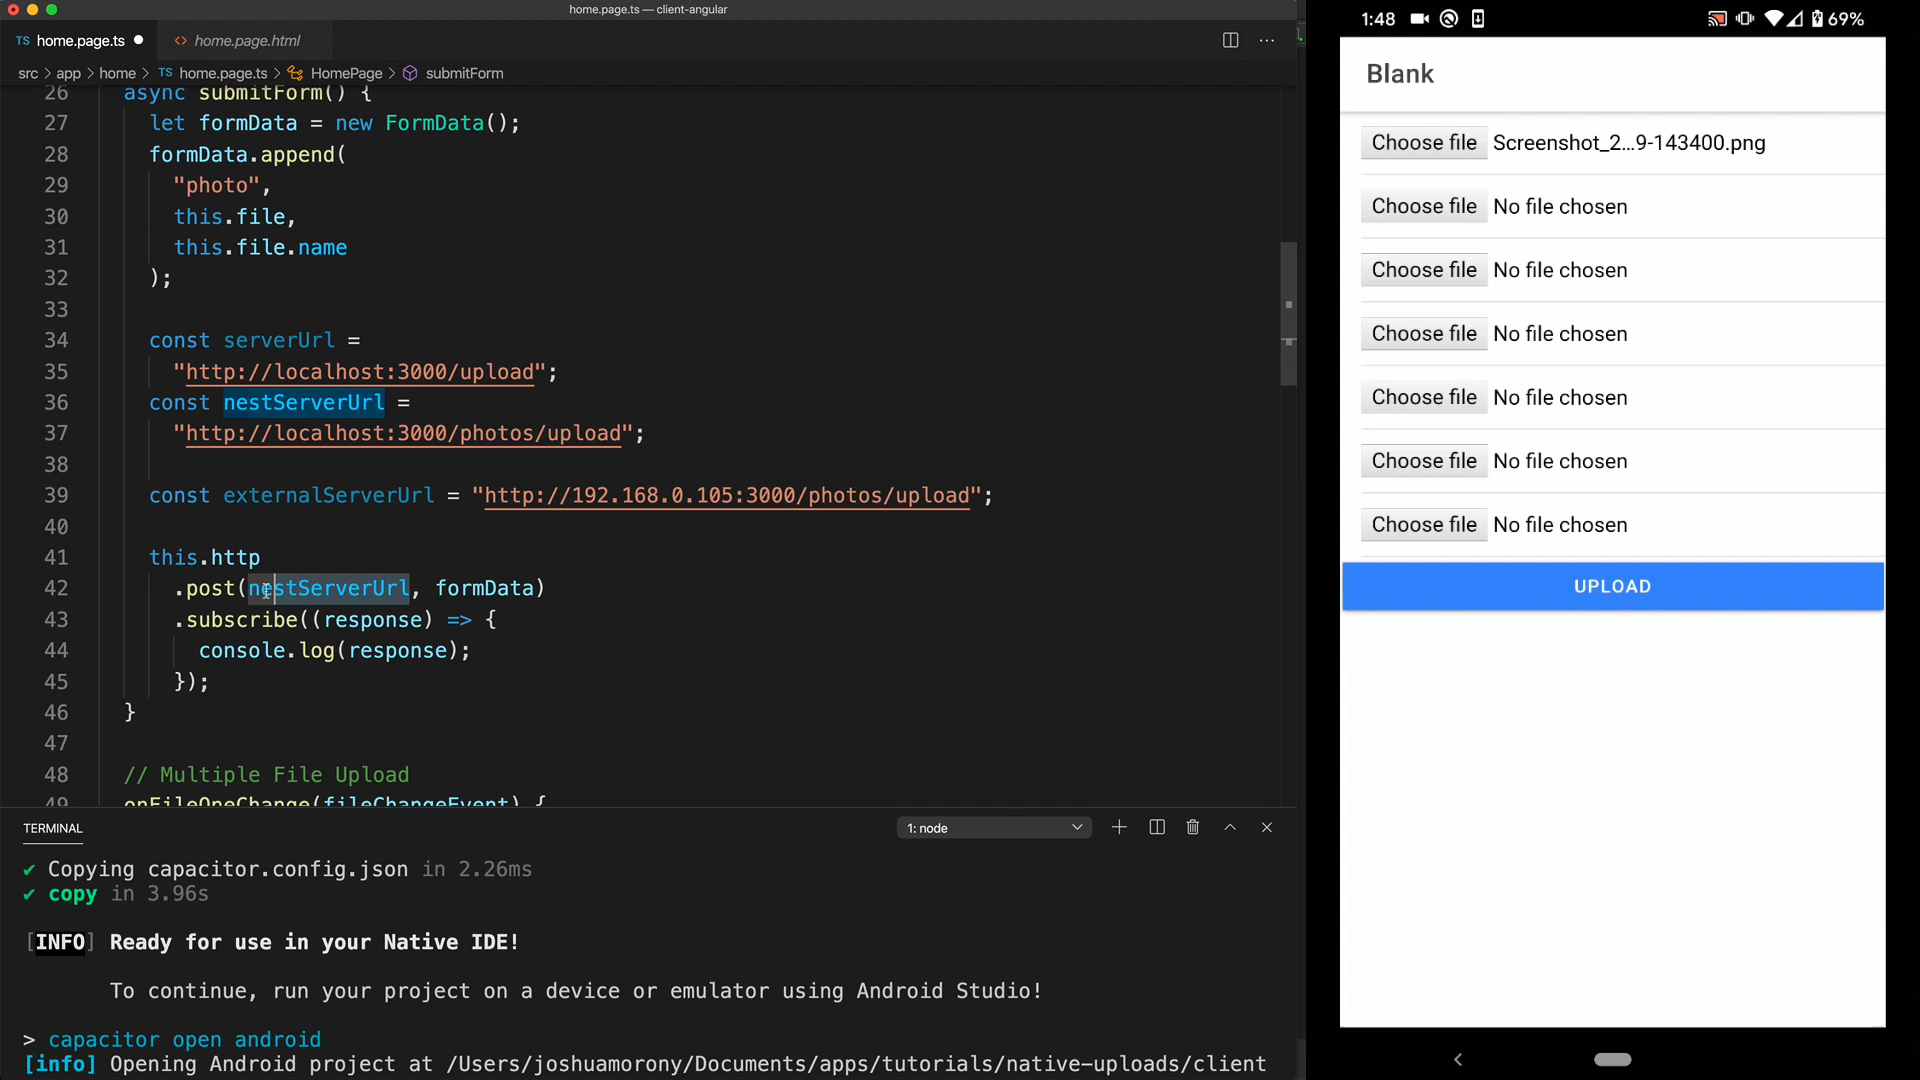 home.page.ts — client-angular
TS home.page.ts
<> home.page.html
src > app > home > TS home.page.ts > HomePage > submitForm
26 async submitForm() {
27 let formData = new FormData();
28 formData.append(
29 "photo",
30 this.file,
31 this.file.name
32 );
33
34 const serverUrl =
35 "http://localhost:3000/upload";
36 const nestServerUrl =
37 "http://localhost:3000/photos/upload";
38
39 const externalServerUrl = "http://192.168.0.105:3000/photos/upload";
40
41 this.http
42 .post(nestServerUrl, formData)
43 .subscribe((response) => {
44 console.log(response);
45 });
46 }
47
48 // Multiple File Upload
49 onFileOneChange(fileChangeEvent) {
TERMINAL
1: node
✔ Copying capacitor.config.json in 2.26ms
✔ copy in 3.96s
[INFO] Ready for use in your Native IDE!
To continue, run your project on a device or emulator using Android Studio!
> capacitor open android
[info] Opening Android project at /Users/joshuamorony/Documents/apps/tutorials/native-uploads/client
1:48
69%
Blank
Choose file Screenshot_2…9-143400.png
Choose file No file chosen
Choose file No file chosen
Choose file No file chosen
Choose file No file chosen
Choose file No file chosen
Choose file No file chosen
UPLOAD